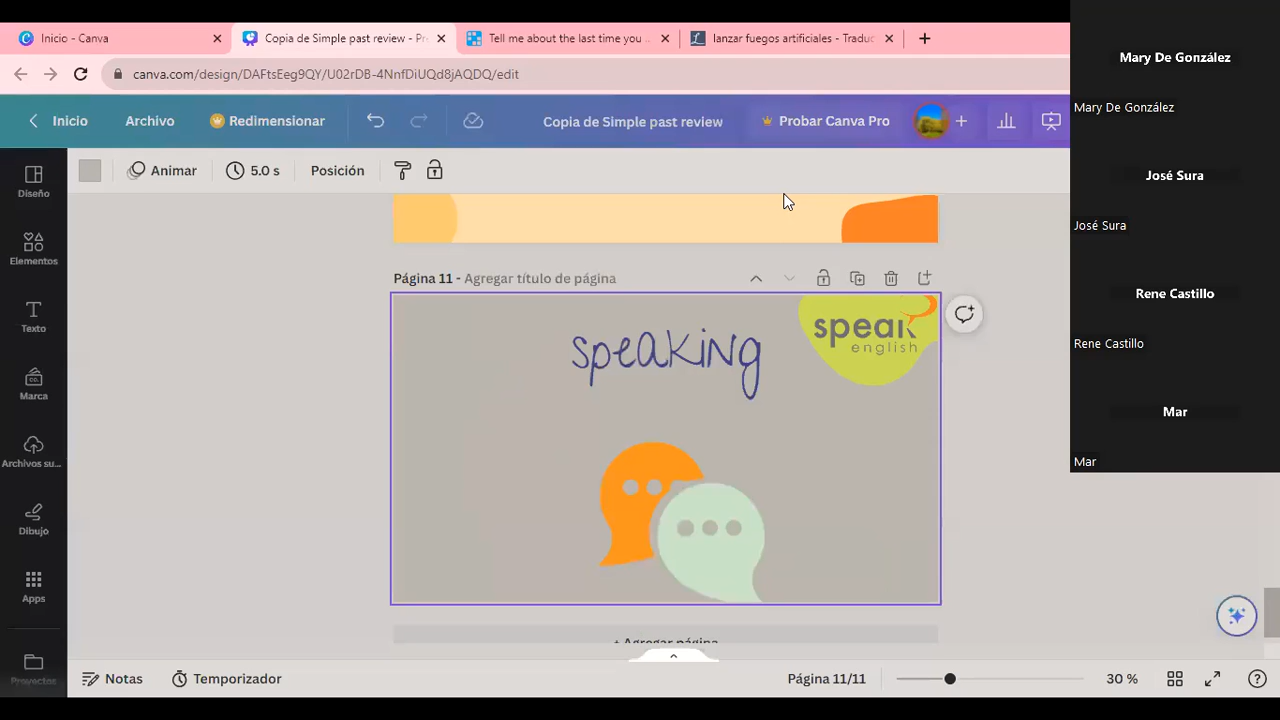 Inicio - Canva
Copia de Simple past review - Pr
Tell me about the last time you ...
lanzar fuegos artificiales - Traduc
canva.com/design/DAFtsEeg9QY/U02rDB-4NnfDiUQd8jAQDQ/edit
Inicio
Archivo
Redimensionar
Copia de Simple past review
Probar Canva Pro
Animar
5.0 s
Posición
Diseño
Elementos
Texto
CO.
Marca
Archivos su...
Dibujo
Apps
Proyectos
Página 11 - Agregar título de página
speaking
speak
english
+ Agregar página
Notas
Temporizador
Página 11/11
30 %
Mary De González
Mary De González
José Sura
José Sura
Rene Castillo
Rene Castillo
Mar
Mar